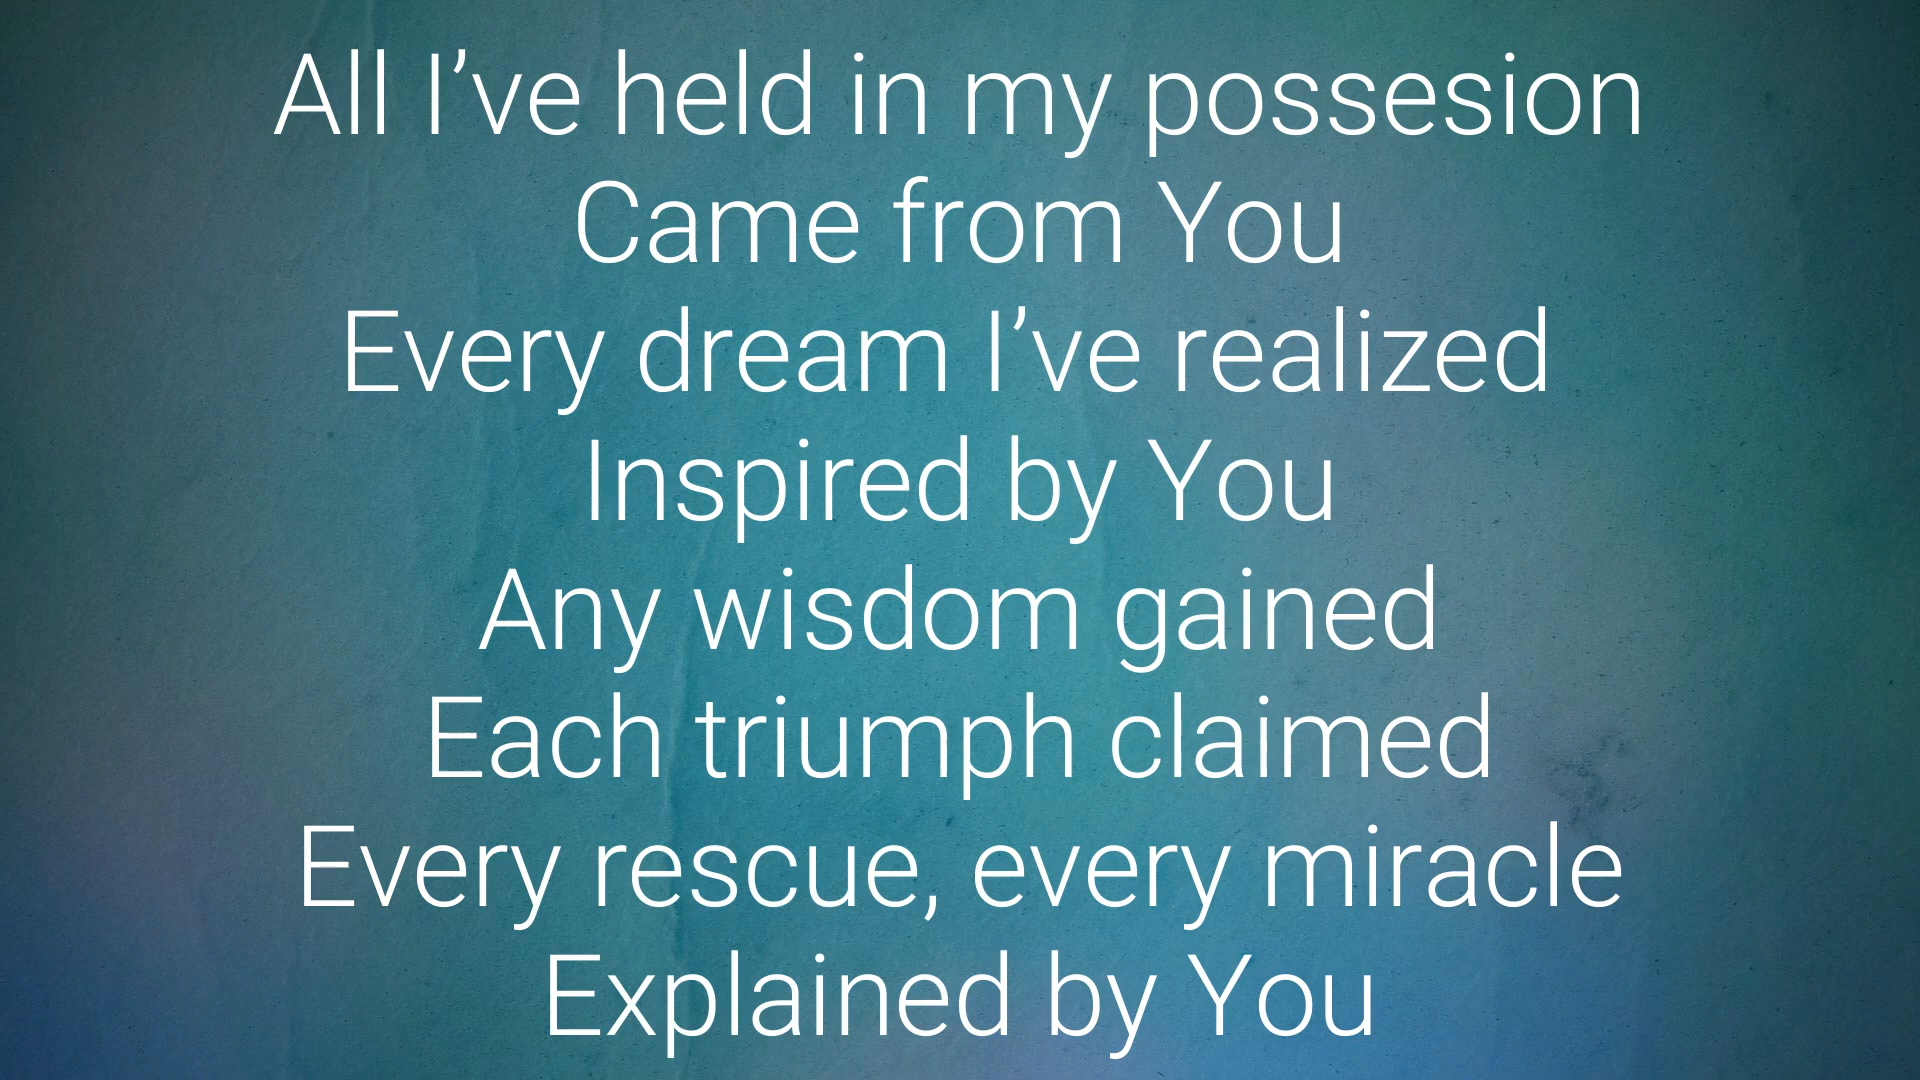 All I’ve held in my possesion
Came from You
Every dream I’ve realized
Inspired by You
Any wisdom gained
Each triumph claimed
Every rescue, every miracle
Explained by You